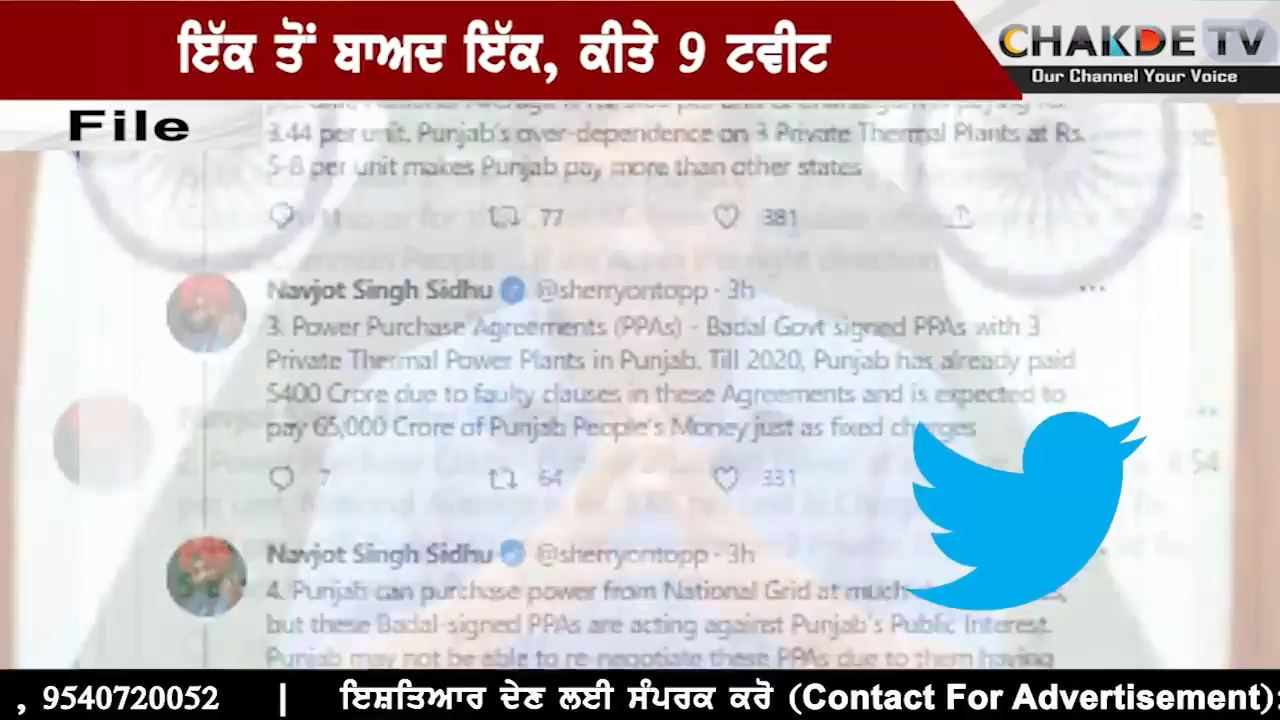 ਇੱਕ ਤੋਂ ਬਾਅਦ ਇੱਕ, ਕੀਤੇ 9 ਟਵੀਟ
CHAKDE TV
Our Channel Your Voice
File
3.44 per unit. Punjab's over-dependence on 3 Private Thermal Plants at Rs.
5-8 per unit makes Punjab pay more than other states
11 77 381
Navjot Singh Sidhu @sherryontopp · 3h
3. Power Purchase Agreements (PPAs) - Badal Govt signed PPAs with 3
Private Thermal Power Plants in Punjab. Till 2020, Punjab has already paid
5400 Crore due to faulty clauses in these Agreements and is expected to
pay 65,000 Crore of Punjab People's Money just as fixed charges
7 64 331
Navjot Singh Sidhu @sherryontopp · 3h
4. Punjab can purchase power from National Grid at much
but these Badal-signed PPAs are acting against Punjab's Public Interest.
Punjab may not be able to re-negotiate these PPAs due to them having
, 9540720052 | ਇਸ਼ਤਿਆਰ ਦੇਣ ਲਈ ਸੰਪਰਕ ਕਰੋ (Contact For Advertisement):